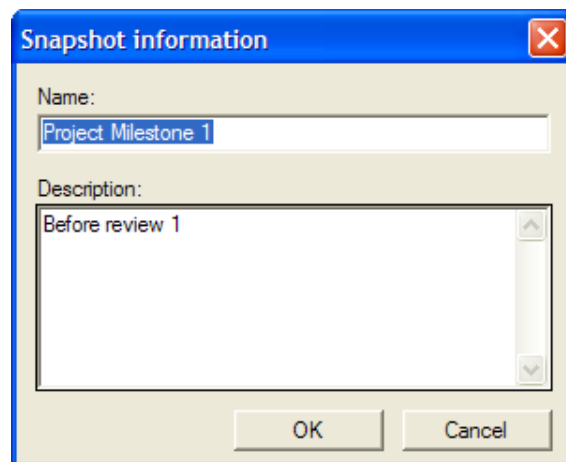 Snapshot information
Name:
Project Milestone 1
Description:
Before review 1
OK Cancel